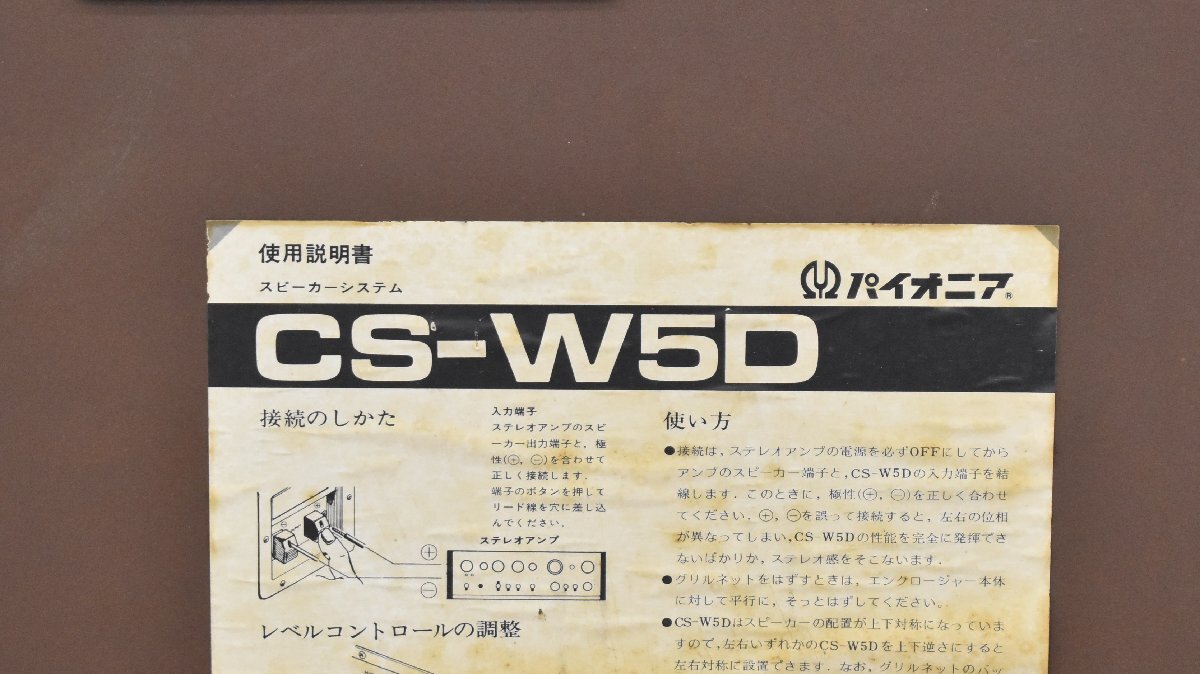 使用説明書
スピーカーシステム
パイオニア®
CS-W5D
接続のしかた
入力端子
ステレオアンプのスピ
ーカー出力端子と，極
性(⊕, ⊖)を合わせて
正しく接続します．
端子のボタンを押して
リード線を穴に差し込
んでください．
ステレオアンプ
⊕
⊖
レベルコントロールの調整
使い方
●接続は，ステレオアンプの電源を必ずOFFにしてから
アンプのスピーカー端子と，CS-W5Dの入力端子を結
線します．このときに，極性(⊕, ⊖)を正しく合わせ
てください．⊕, ⊖を誤って接続すると，左右の位相
が異なってしまい，CS-W5Dの性能を完全に発揮でき
ないばかりか，ステレオ感をそこないます．
●グリルネットをはずすときは，エンクロージャー本体
に対して平行に，そっとはずしてください。
●CS-W5Dはスピーカーの配置が上下対称になっていま
すので，左右いずれかのCS-W5Dを上下逆さにすると
左右対称に設置できます．なお，グリルネットのバッ